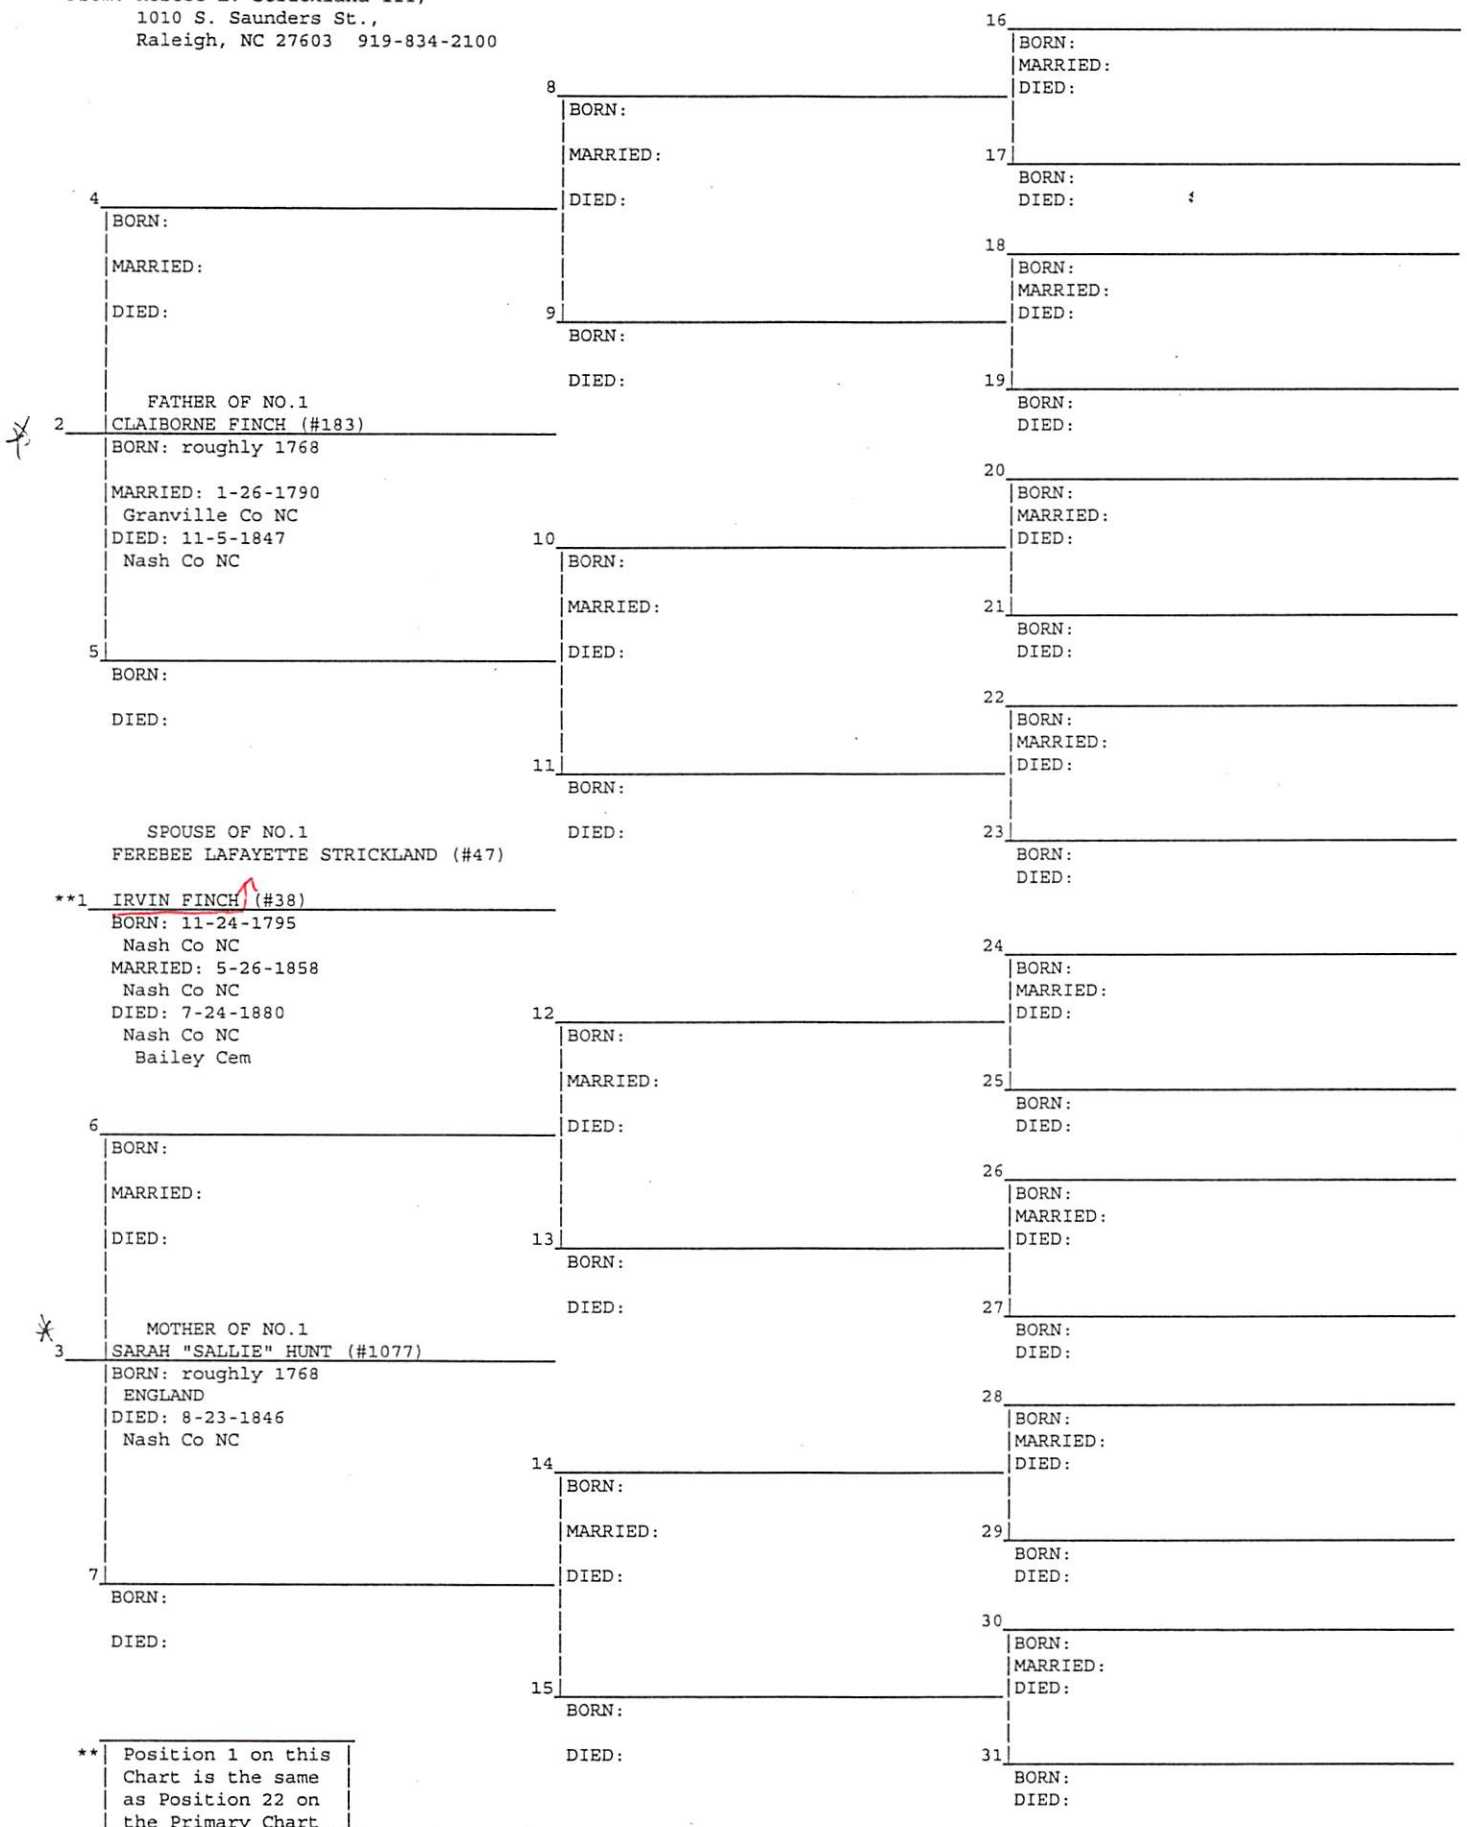 1010 S. Saunders St.,
Raleigh, NC 27603 919-834-2100
16
BORN:
MARRIED:
DIED:
8
BORN:
MARRIED:
DIED:
17
BORN:
DIED:
4
BORN:
MARRIED:
DIED:
18
BORN:
MARRIED:
DIED:
9
BORN:
DIED:
19
BORN:
DIED:
FATHER OF NO.1
2 CLAIBORNE FINCH (#183)
BORN: roughly 1768
MARRIED: 1-26-1790
Granville Co NC
DIED: 11-5-1847
Nash Co NC
20
BORN:
MARRIED:
DIED:
10
BORN:
MARRIED:
DIED:
21
BORN:
DIED:
5
BORN:
DIED:
22
BORN:
MARRIED:
DIED:
11
BORN:
DIED:
23
BORN:
DIED:
SPOUSE OF NO.1
FEREBEE LAFAYETTE STRICKLAND (#47)
**1 IRVIN FINCH (#38)
BORN: 11-24-1795
Nash Co NC
MARRIED: 5-26-1858
Nash Co NC
DIED: 7-24-1880
Nash Co NC
Bailey Cem
24
BORN:
MARRIED:
DIED:
12
BORN:
MARRIED:
DIED:
25
BORN:
DIED:
6
BORN:
MARRIED:
DIED:
26
BORN:
MARRIED:
DIED:
13
BORN:
DIED:
27
BORN:
DIED:
MOTHER OF NO.1
3 SARAH "SALLIE" HUNT (#1077)
BORN: roughly 1768
ENGLAND
DIED: 8-23-1846
Nash Co NC
28
BORN:
MARRIED:
DIED:
14
BORN:
MARRIED:
DIED:
29
BORN:
DIED:
7
BORN:
DIED:
30
BORN:
MARRIED:
DIED:
15
BORN:
DIED:
31
BORN:
DIED:
** Position 1 on this
Chart is the same
as Position 22 on
the Primary Chart